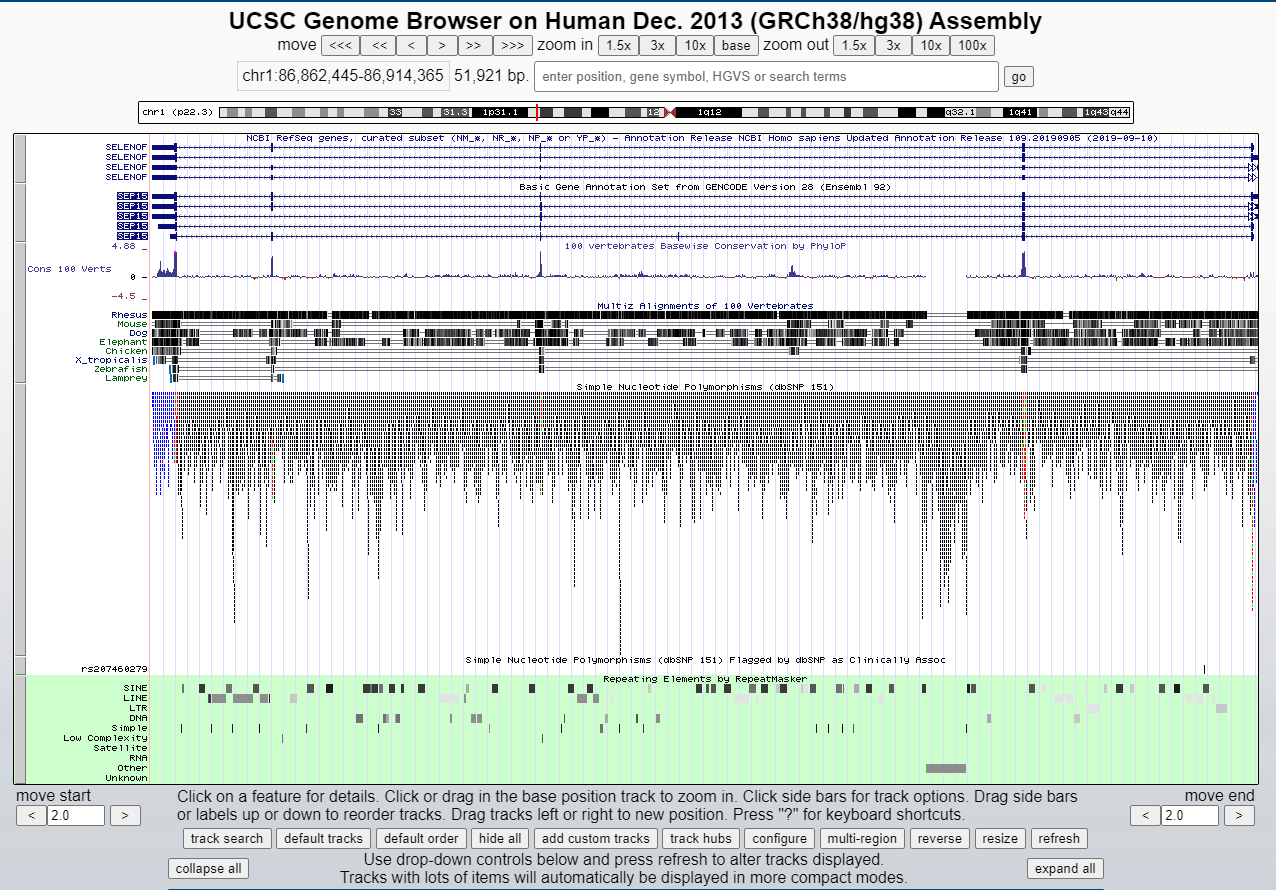 UCSC Genome Browser on Human Dec. 2013 (GRCh38/hg38) Assembly
move <<< << < > >> >>> zoom in 1.5x 3x 10x base zoom out 1.5x 3x 10x 100x
chr1:86,862,445-86,914,365 51,921 bp. enter position, gene symbol, HGVS or search terms go
chr1 (p22.3) 33 31.3 1p31.1 12 1q12 q32.1 1q41 1q43 q44
NCBI RefSeq genes, curated subset (NM_*, NR_*, NP_* or YP_*) - Annotation Release NCBI Homo sapiens Updated Annotation Release 109.20190905 (2019-09-10)
SELENOF
SELENOF
SELENOF
SELENOF
Basic Gene Annotation Set from GENCODE Version 28 (Ensembl 92)
SEP15
SEP15
SEP15
SEP15
SEP15
4.88 _
100 vertebrates Basewise Conservation by PhyloP
Cons 100 Verts
0 -
-4.5 _
Multiz Alignments of 100 Vertebrates
Rhesus
Mouse
Dog
Elephant
Chicken
X_tropicalis
Zebrafish
Lamprey
Simple Nucleotide Polymorphisms (dbSNP 151)
Simple Nucleotide Polymorphisms (dbSNP 151) Flagged by dbSNP as Clinically Assoc
rs207460279
Repeating Elements by RepeatMasker
SINE
LINE
LTR
DNA
Simple
Low Complexity
Satellite
RNA
Other
Unknown
move start
< 2.0 >
Click on a feature for details. Click or drag in the base position track to zoom in. Click side bars for track options. Drag side bars
or labels up or down to reorder tracks. Drag tracks left or right to new position. Press "?" for keyboard shortcuts.
move end
< 2.0 >
track search default tracks default order hide all add custom tracks track hubs configure multi-region reverse resize refresh
collapse all
Use drop-down controls below and press refresh to alter tracks displayed.
Tracks with lots of items will automatically be displayed in more compact modes.
expand all